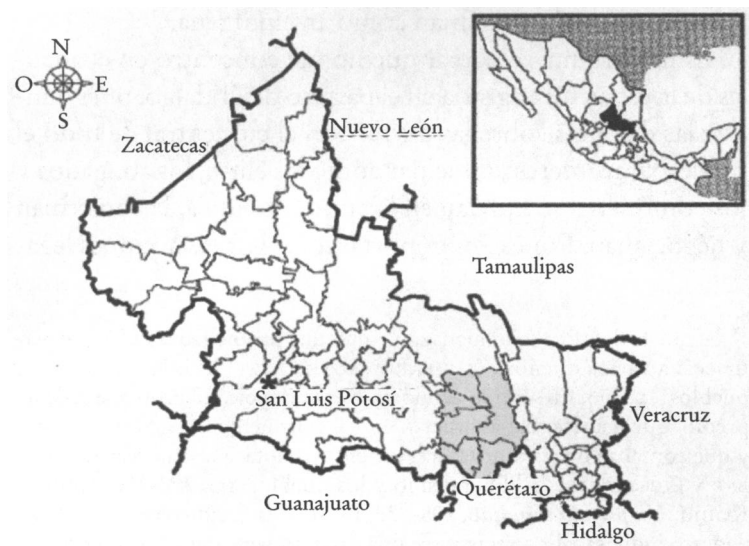 N
O
E
S
Zacatecas
Nuevo León
Tamaulipas
San Luis Potosí
Veracruz
Querétaro
Guanajuato
Hidalgo